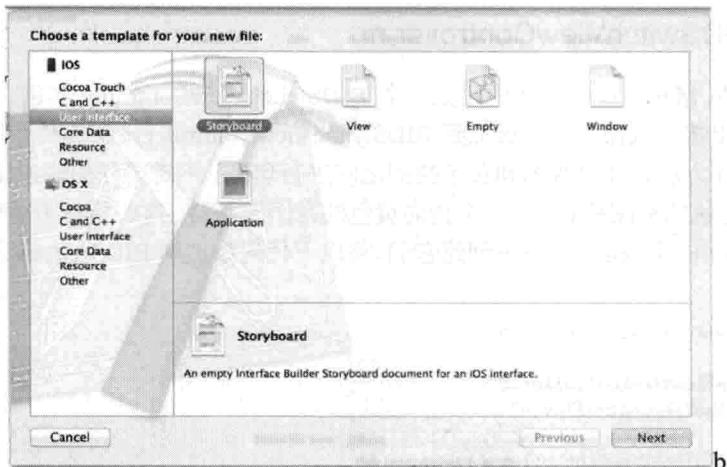 Choose a template for your new file:
iOS
Cocoa Touch
C and C++
User Interface
Core Data
Resource
Other
OS X
Cocoa
C and C++
User Interface
Core Data
Resource
Other
Storyboard
View
Empty
Window
Application
Storyboard
An empty Interface Builder Storyboard document for an iOS interface.
Cancel
Previous
Next
b